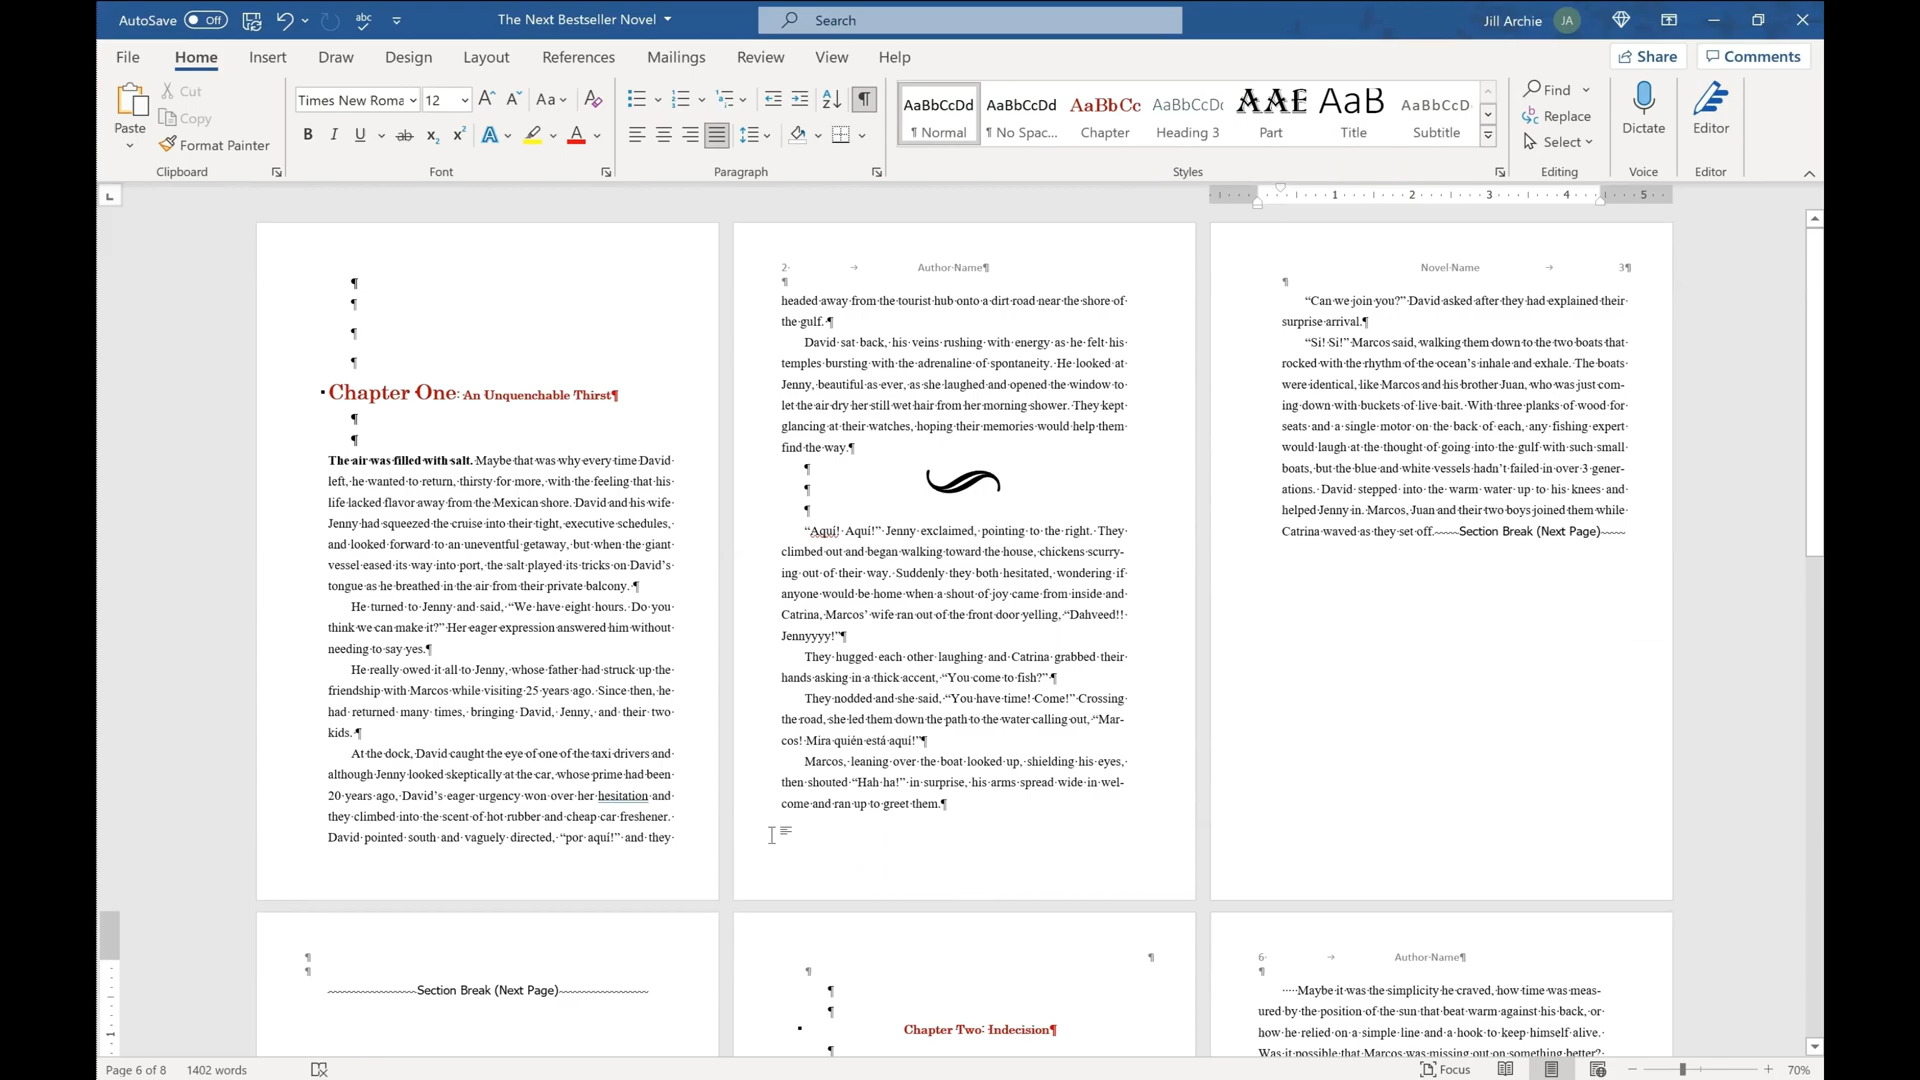 AutoSave Off The Next Bestseller Novel Search Jill Archie JA
File Home Insert Draw Design Layout References Mailings Review View Help Share Comments
Paste Cut Copy Format Painter
Times New Roma 12
AaBbCcDd AaBbCcDd AaBbCc AaBbCcDc AAE AaB AaBbCcD
¶ Normal ¶ No Spac... Chapter Heading 3 Part Title Subtitle
Find Replace Select Dictate Editor
Clipboard Font Paragraph Styles Editing Voice Editor
1 2 3 4 5
¶
¶
¶
¶
Chapter One: An Unquenchable Thirst¶
¶
¶
The air was filled with salt. Maybe that was why every time David
left, he wanted to return, thirsty for more, with the feeling that his
life lacked flavor away from the Mexican shore. David and his wife
Jenny had squeezed the cruise into their tight, executive schedules,
and looked forward to an uneventful getaway, but when the giant
vessel eased its way into port, the salt played its tricks on David’s
tongue as he breathed in the air from their private balcony. ¶
He turned to Jenny and said, “We have eight hours. Do you
think we can make it?” Her eager expression answered him without
needing to say yes.¶
He really owed it all to Jenny, whose father had struck up the
friendship with Marcos while visiting 25 years ago. Since then, he
had returned many times, bringing David, Jenny, and their two
kids. ¶
At the dock, David caught the eye of one of the taxi drivers and
although Jenny looked skeptically at the car, whose prime had been
20 years ago, David’s eager urgency won over her hesitation and
they climbed into the scent of hot rubber and cheap car freshener.
David pointed south and vaguely directed, “por aquí!” and they
2 → Author Name¶
¶
headed away from the tourist hub onto a dirt road near the shore of
the gulf. ¶
David sat back, his veins rushing with energy as he felt his
temples bursting with the adrenaline of spontaneity. He looked at
Jenny, beautiful as ever, as she laughed and opened the window to
let the air dry her still wet hair from her morning shower. They kept
glancing at their watches, hoping their memories would help them
find the way.¶
¶
¶
¶
“Aquí! Aquí!” Jenny exclaimed, pointing to the right. They
climbed out and began walking toward the house, chickens scurry-
ing out of their way. Suddenly they both hesitated, wondering if
anyone would be home when a shout of joy came from inside and
Catrina, Marcos’ wife ran out of the front door yelling, “Dahveed!!
Jennyyyy!”¶
They hugged each other laughing and Catrina grabbed their
hands asking in a thick accent, “You come to fish?” ¶
They nodded and she said, “You have time! Come!” Crossing
the road, she led them down the path to the water calling out, “Mar-
cos! Mira quién está aquí!”¶
Marcos, leaning over the boat looked up, shielding his eyes,
then shouted “Hah ha!” in surprise, his arms spread wide in wel-
come and ran up to greet them.¶
Novel Name → 3¶
¶
“Can we join you?” David asked after they had explained their
surprise arrival.¶
“Si! Si!” Marcos said, walking them down to the two boats that
rocked with the rhythm of the ocean’s inhale and exhale. The boats
were identical, like Marcos and his brother Juan, who was just com-
ing down with buckets of live bait. With three planks of wood for
seats and a single motor on the back of each, any fishing expert
would laugh at the thought of going into the gulf with such small
boats, but the blue and white vessels hadn’t failed in over 3 gener-
ations. David stepped into the warm water up to his knees and
helped Jenny in. Marcos, Juan and their two boys joined them while
Catrina waved as they set off. Section Break (Next Page)
¶
¶
Section Break (Next Page)
¶ ¶
¶
¶
Chapter Two: Indecision¶
¶
6 → Author Name¶
¶
Maybe it was the simplicity he craved, how time was meas-
ured by the position of the sun that beat warm against his back, or
how he relied on a simple line and a hook to keep himself alive.
Was it possible that Marcos was missing out on something better?
Page 6 of 8 1402 words Focus 70%